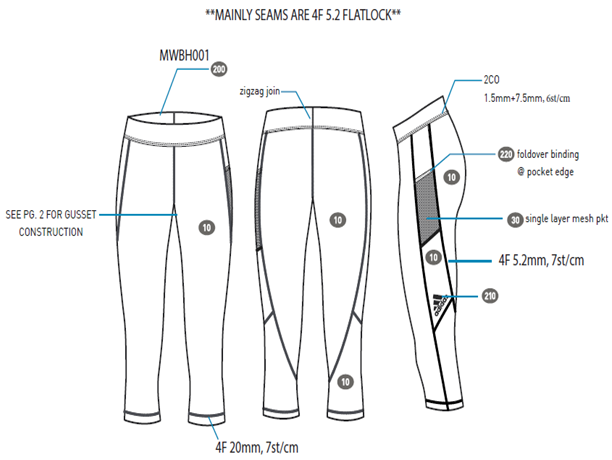 **MAINLY SEAMS ARE 4F 5.2 FLATLOCK**
MWBH001
200
zigzag join
2CO
1.5mm+7.5mm, 6st/cm
220 foldover binding
@ pocket edge
10
SEE PG. 2 FOR GUSSET
CONSTRUCTION
10
10
30 single layer mesh pkt
10
4F 5.2mm, 7st/cm
210
adidas
10
4F 20mm, 7st/cm